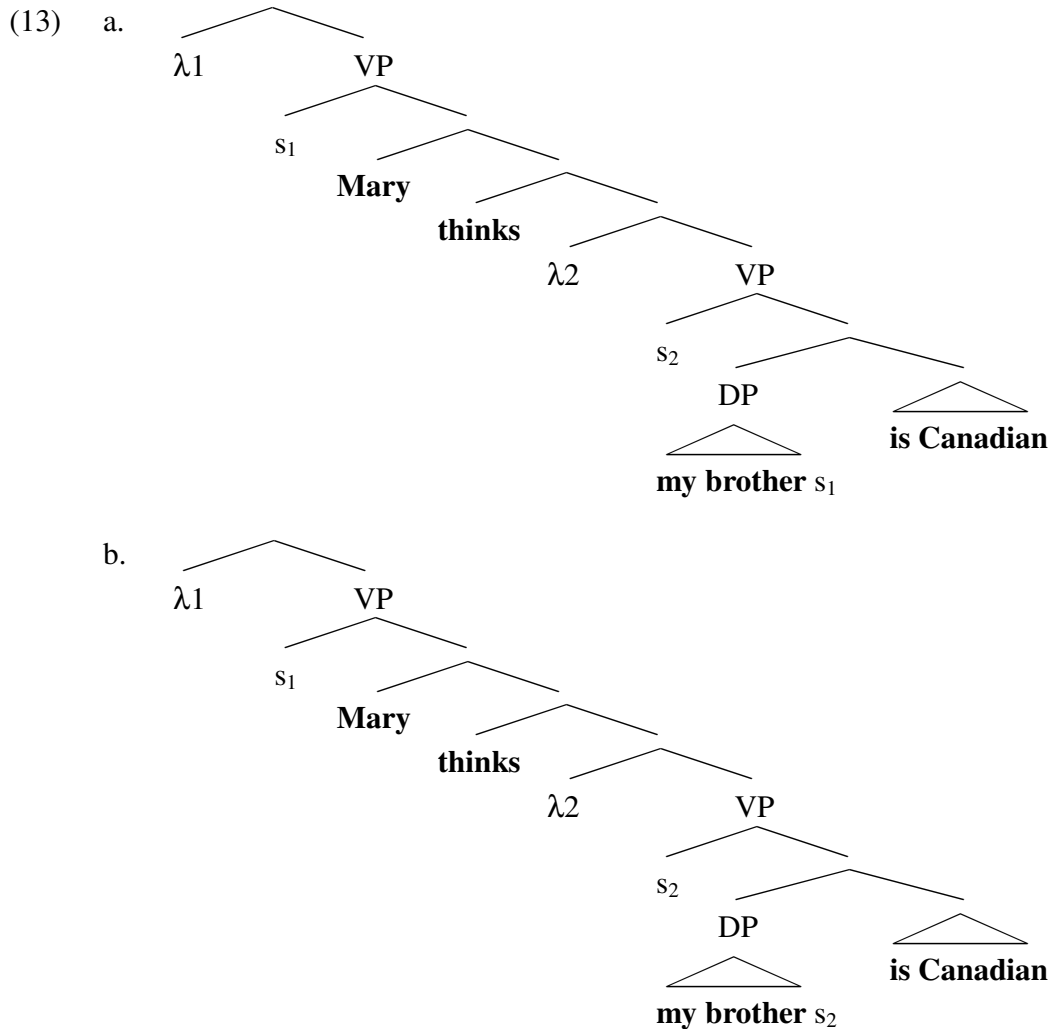 (13) a.
λ1 VP
s₁
Mary
thinks
λ2 VP
s₂
DP
is Canadian
my brother s₁
b.
λ1 VP
s₁
Mary
thinks
λ2 VP
s₂
DP
is Canadian
my brother s₂